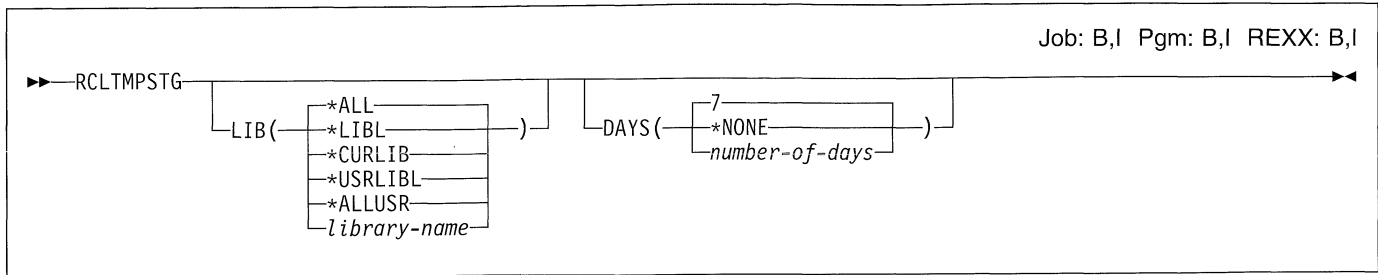 Job: B,I Pgm: B,I REXX: B,I
RCLTMPSTG
LIB(
*ALL
*LIBL
*CURLIB
*USRLIBL
*ALLUSR
library-name
)
DAYS(
7
*NONE
number-of-days
)